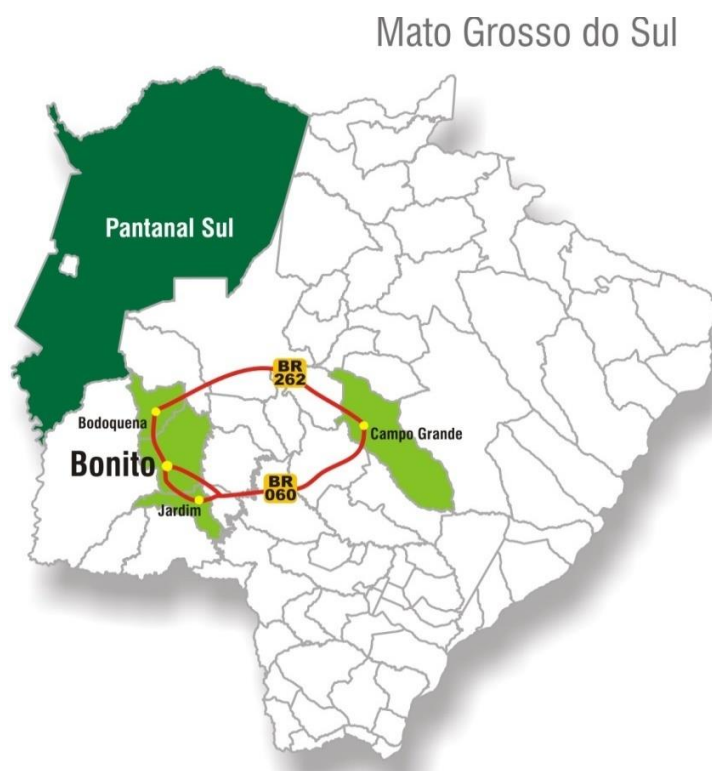 Mato Grosso do Sul
Pantanal Sul
BR
262
Bodoquena
Campo Grande
Bonito
BR
060
Jardim